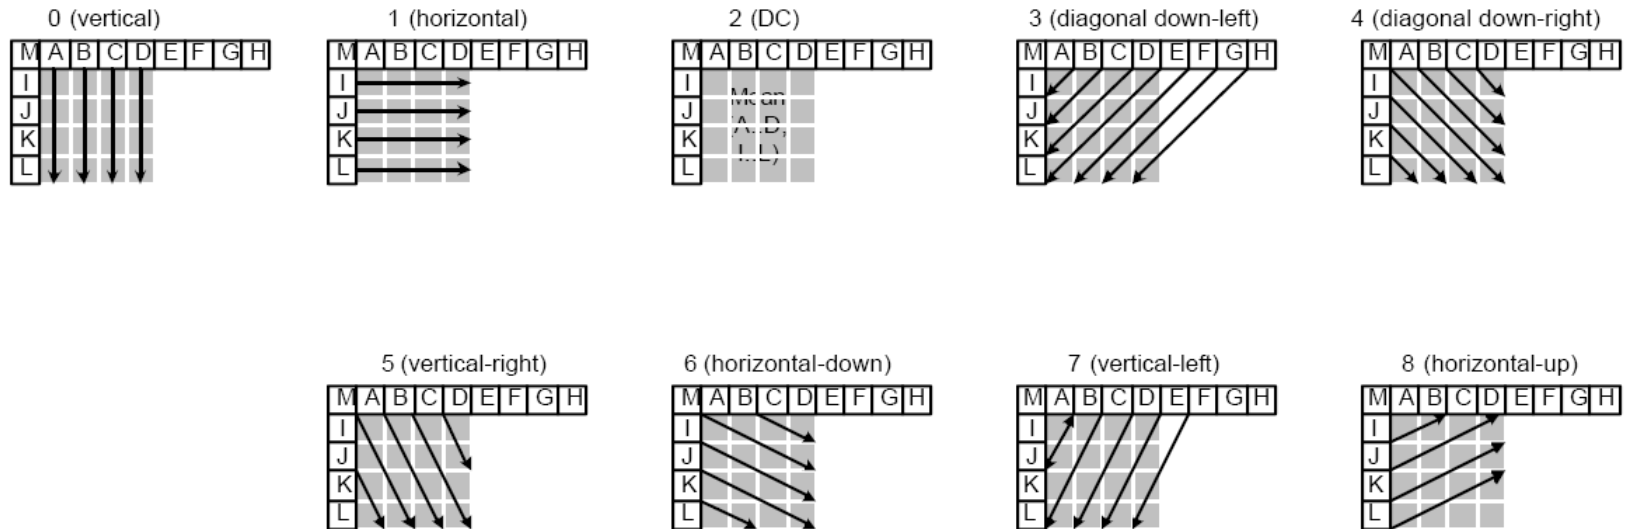 0 (vertical)
1 (horizontal)
2 (DC)
3 (diagonal down-left)
4 (diagonal down-right)
M A B C D E F G H
I
J
K
L
M A B C D E F G H
I
J
K
L
M A B C D E F G H
I
J
K
L
Mean
(A..D,
I..L)
M A B C D E F G H
I
J
K
L
M A B C D E F G H
I
J
K
L
5 (vertical-right)
6 (horizontal-down)
7 (vertical-left)
8 (horizontal-up)
M A B C D E F G H
I
J
K
L
M A B C D E F G H
I
J
K
L
M A B C D E F G H
I
J
K
L
M A B C D E F G H
I
J
K
L